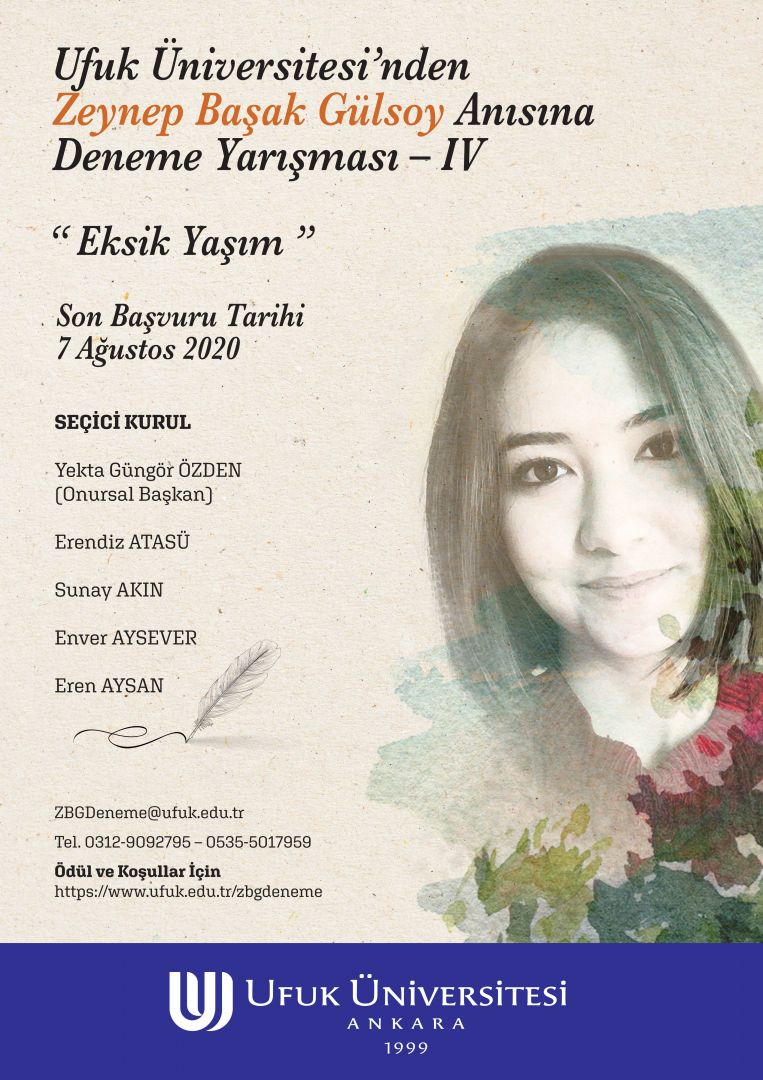 Ufuk Üniversitesi’nden
Zeynep Başak Gülsoy Anısına
Deneme Yarışması – IV
“ Eksik Yaşım ”
Son Başvuru Tarihi
7 Ağustos 2020
SEÇİCİ KURUL
Yekta Güngör ÖZDEN
(Onursal Başkan)
Erendiz ATASÜ
Sunay AKIN
Enver AYSEVER
Eren AYSAN
ZBGDeneme@ufuk.edu.tr
Tel. 0312-9092795 – 0535-5017959
Ödül ve Koşullar İçin
https://www.ufuk.edu.tr/zbgdeneme
UFUK ÜNİVERSİTESİ
ANKARA
1999